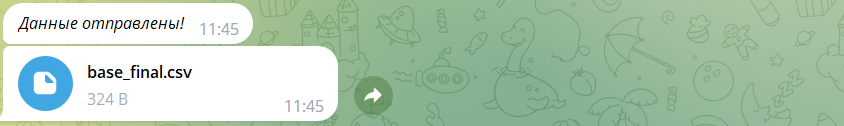 Данные отправлены!
11:45
base_final.csv
324 B
11:45